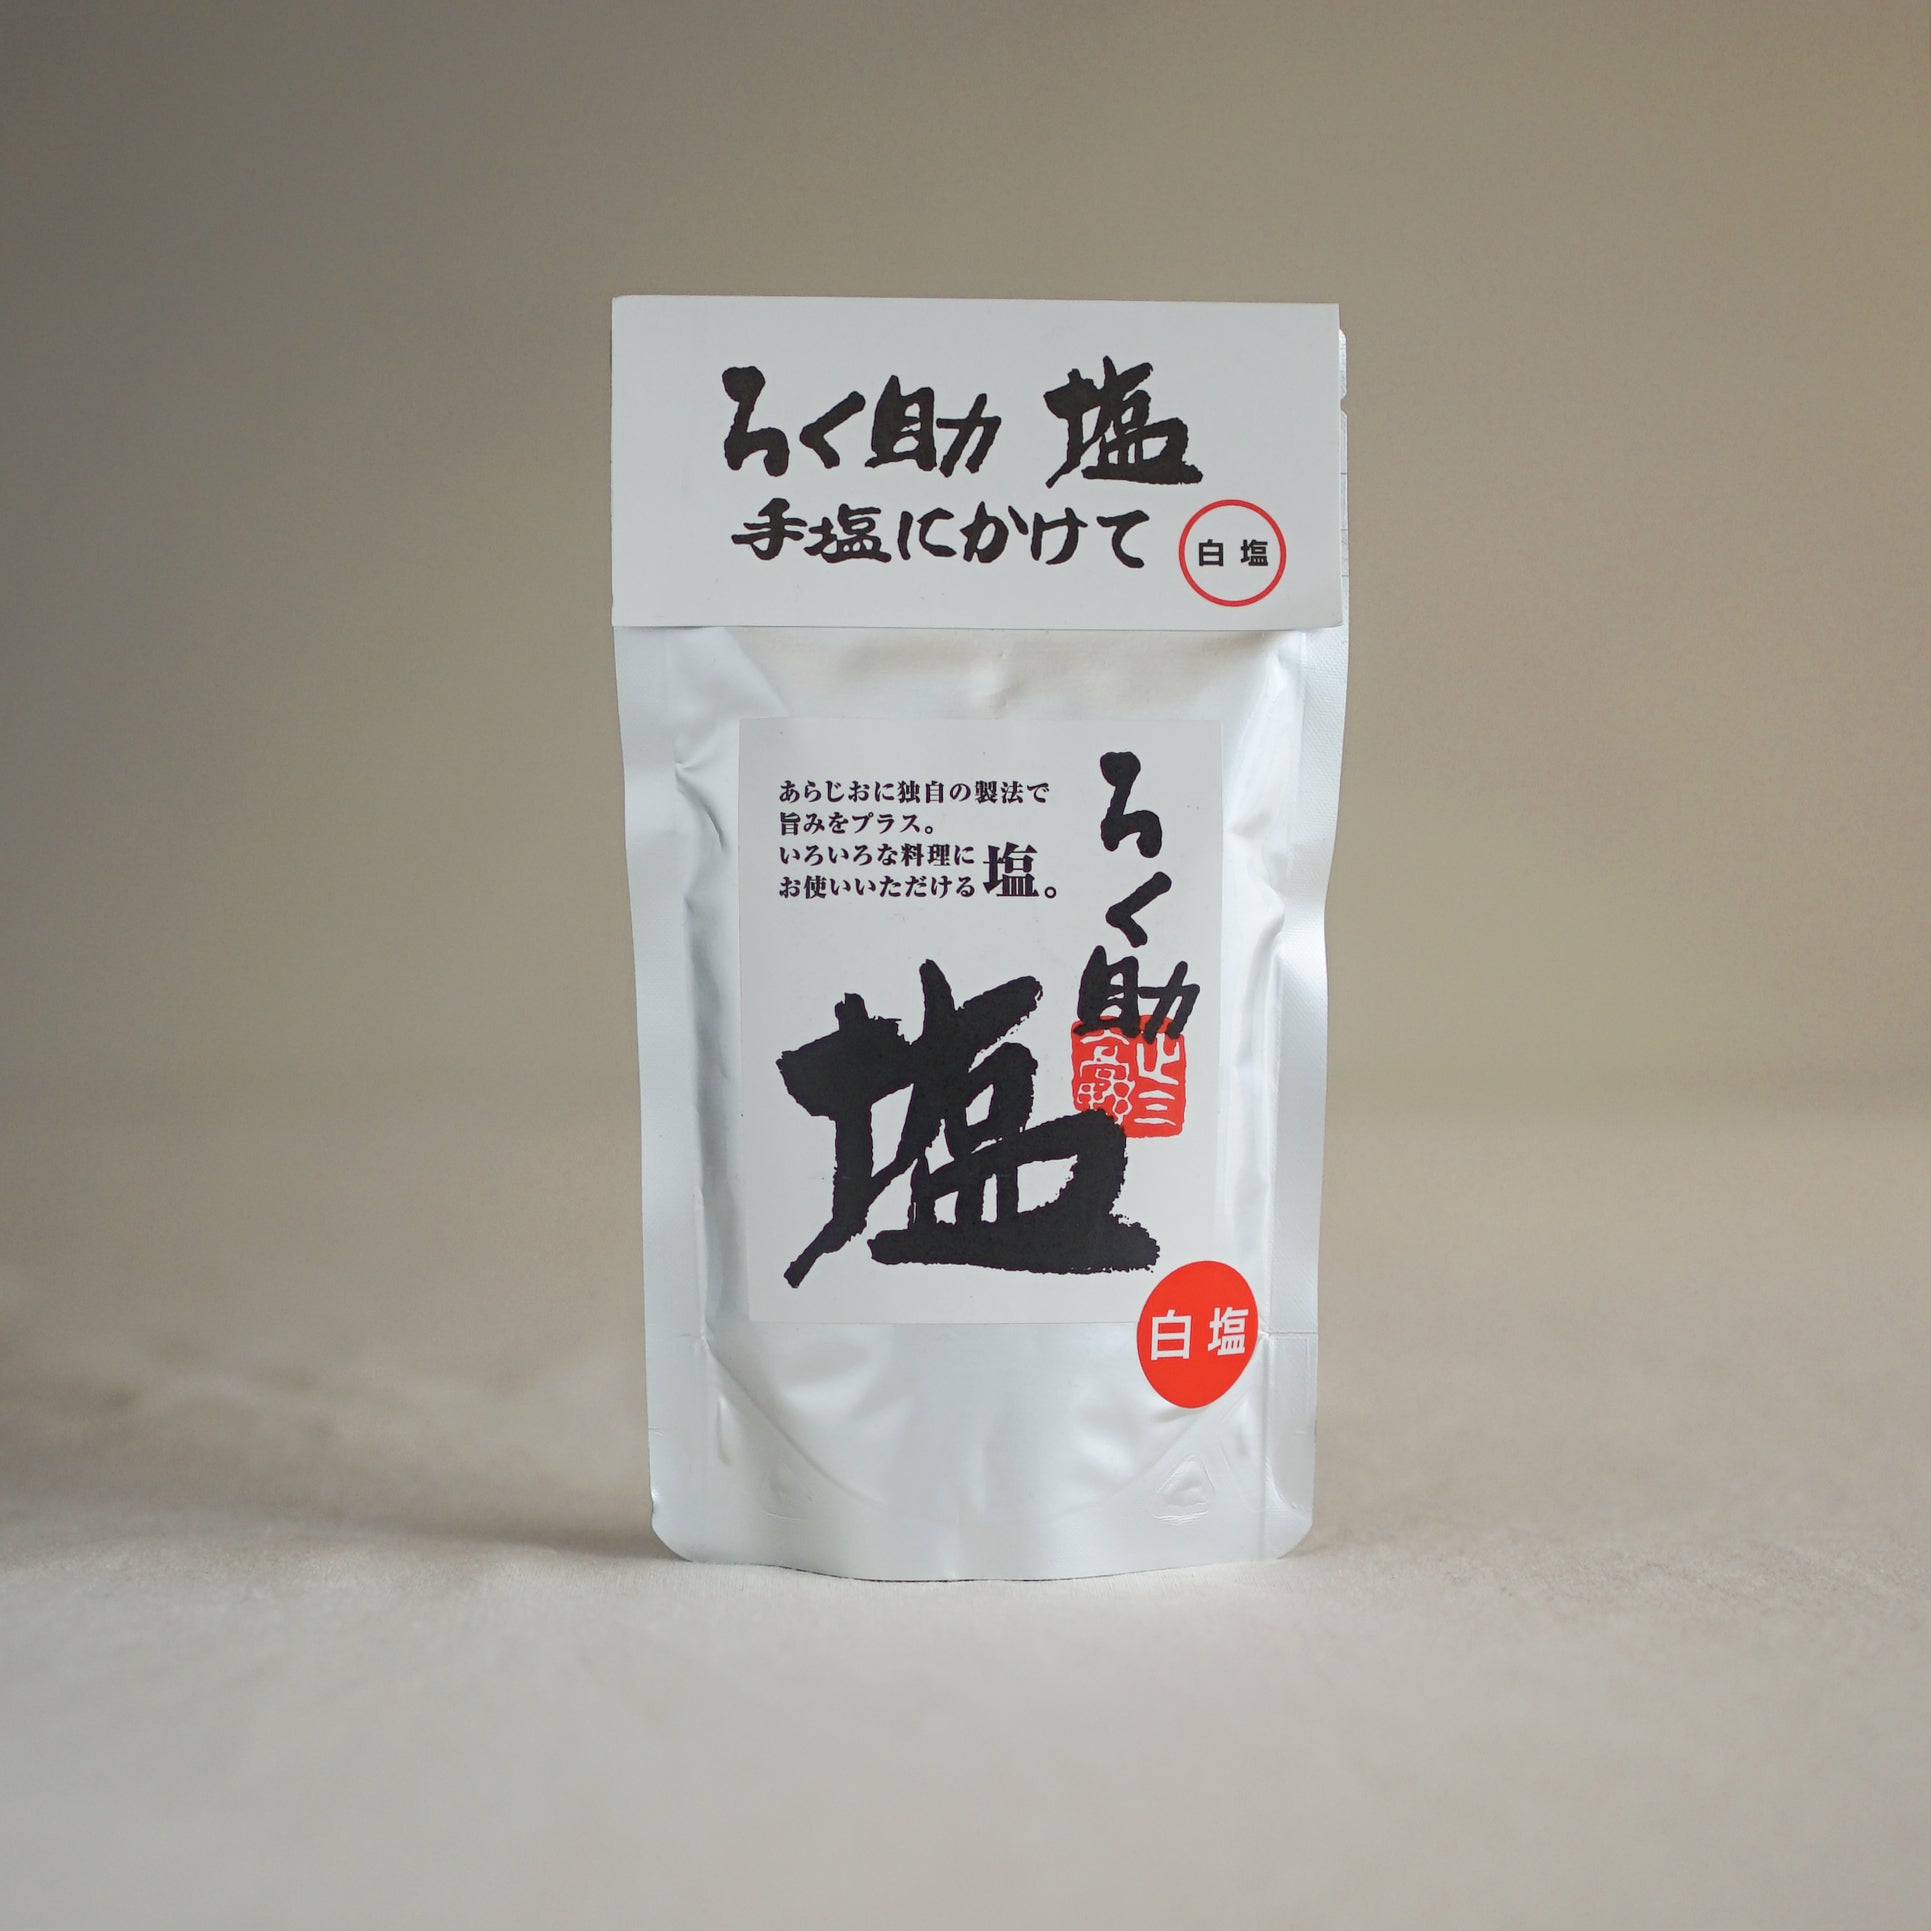 ろく助 塩
手塩にかけて
白塩
ろく助
あらじおに独自の製法で
旨みをプラス。
いろいろな料理に
お使いいただける塩。
塩
白塩